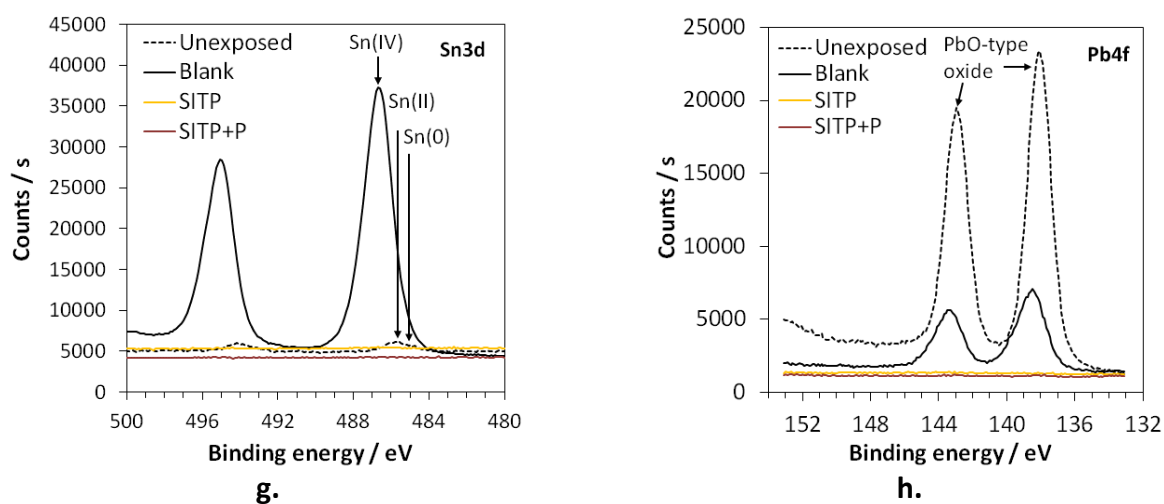 45000
40000
35000
30000
25000
20000
15000
10000
5000
0
Counts / s
Unexposed
Blank
SITP
SITP+P
Sn(IV)
Sn3d
Sn(II)
Sn(0)
500 496 492 488 484 480
Binding energy / eV
g.
25000
20000
15000
10000
5000
0
Counts / s
Unexposed
Blank
SITP
SITP+P
PbO-type
oxide
Pb4f
152 148 144 140 136 132
Binding energy / eV
h.